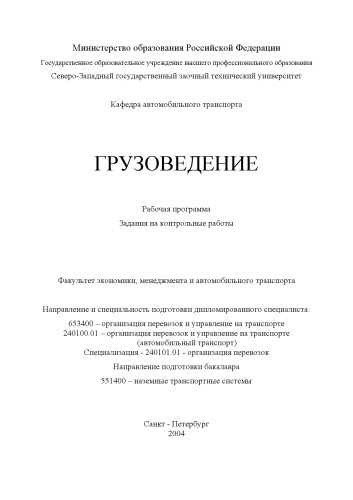 Министерство образования Российской Федерации
Государственное образовательное учреждение высшего профессионального образования
Северо-Западный государственный заочный технический университет
Кафедра автомобильного транспорта
ГРУЗОВЕДЕНИЕ
Рабочая программа
Задания на контрольные работы
Факультет экономики, менеджмента и автомобильного транспорта
Направление и специальность подготовки дипломированного специалиста:
653400 – организация перевозок и управление на транспорте
240100.01 – организация перевозок и управление на транспорте
(автомобильный транспорт)
Специализация - 240101.01 - организация перевозок
Направление подготовки бакалавра
551400 – наземные транспортные системы
Санкт - Петербург
2004